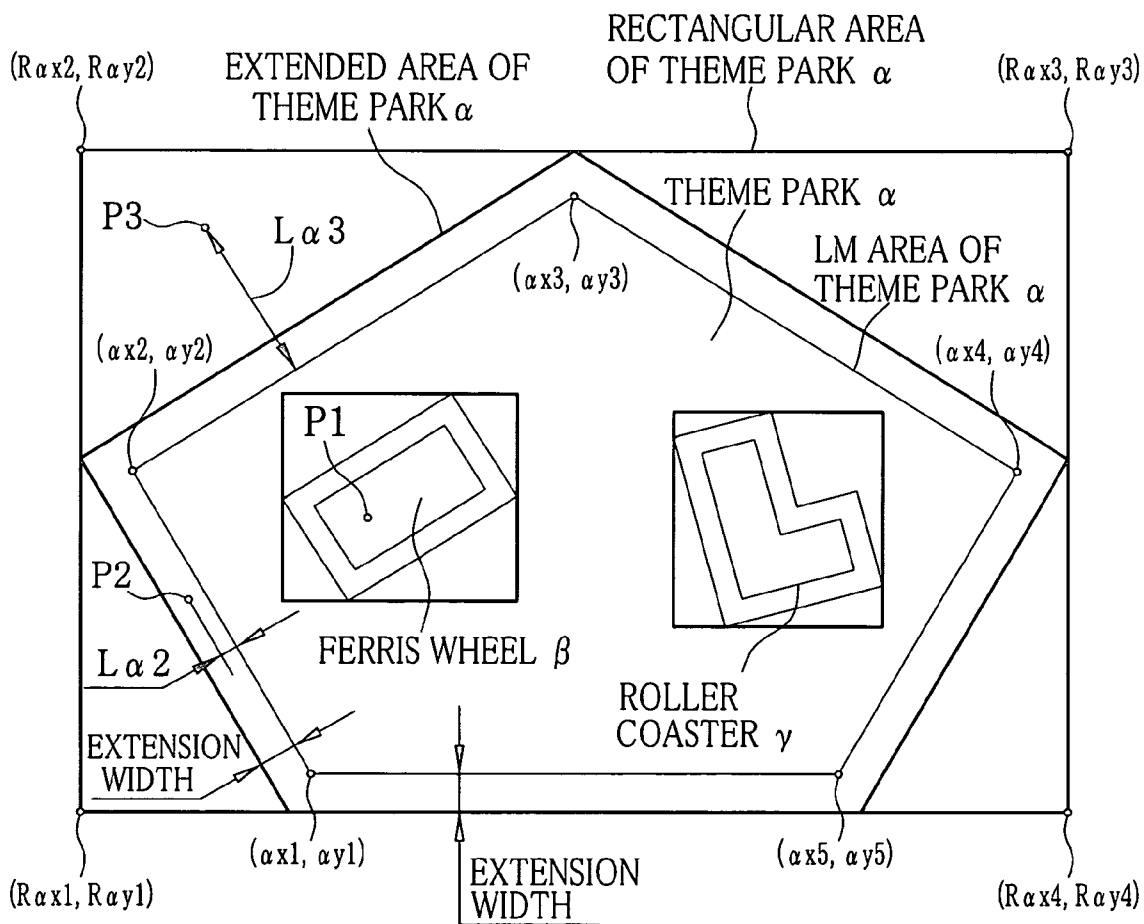 RECTANGULAR AREA
OF THEME PARK α
(Rαx2, Rαy2)
EXTENDED AREA OF
THEME PARK α
(Rαx3, Rαy3)
P3
Lα3
THEME PARK α
(αx3, αy3)
LM AREA OF
THEME PARK α
(αx2, αy2)
(αx4, αy4)
P1
P2
FERRIS WHEEL β
Lα2
ROLLER
COASTER γ
EXTENSION
WIDTH
(αx1, αy1)
(αx5, αy5)
EXTENSION
WIDTH
(Rαx1, Rαy1)
(Rαx4, Rαy4)